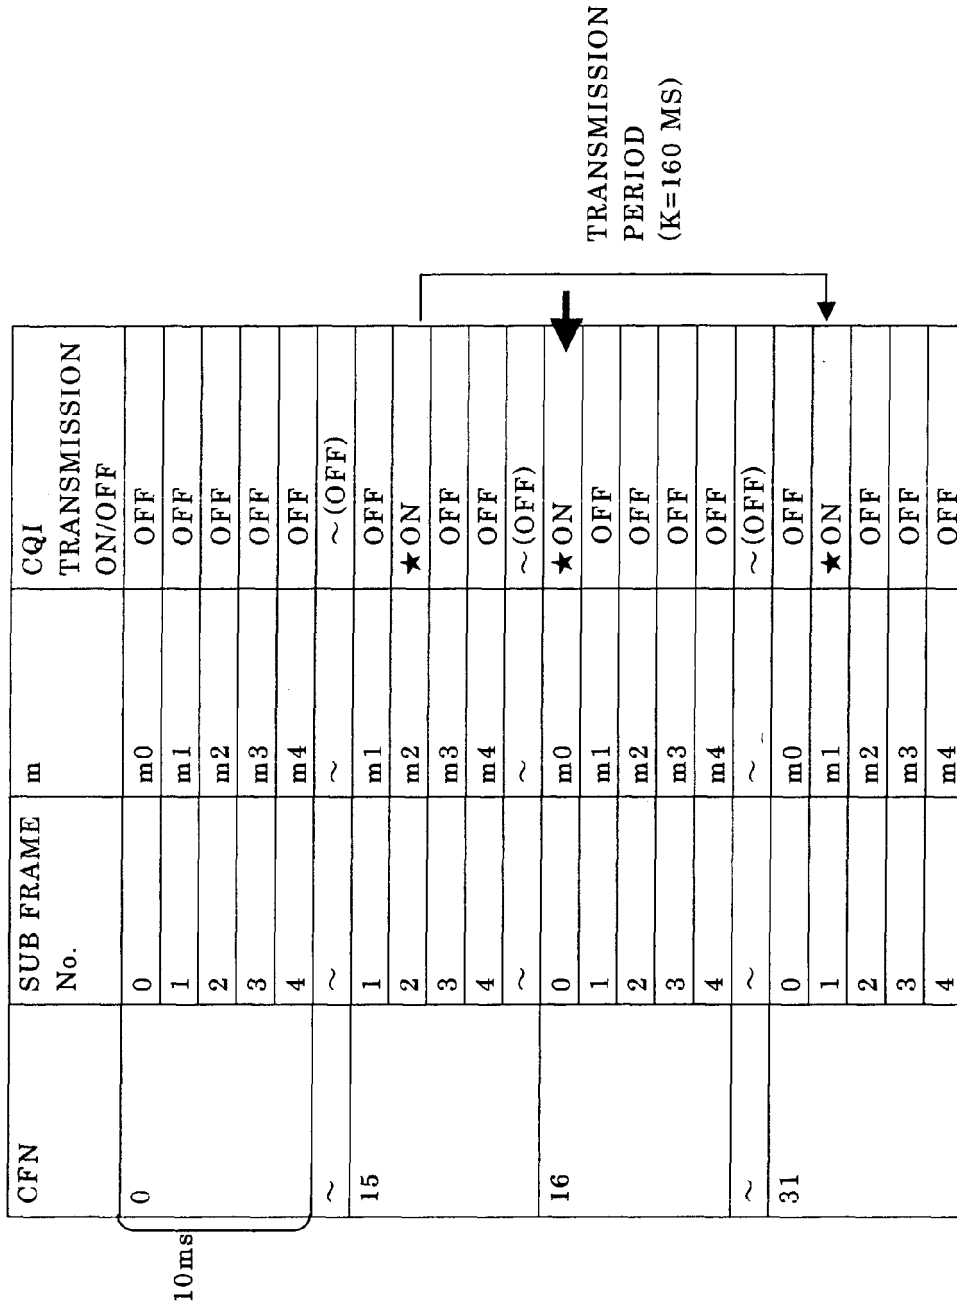 CFN
SUB FRAME
No.
m
CQI
TRANSMISSION
ON/OFF
10ms
0
0 m0 OFF
1 m1 OFF
2 m2 OFF
3 m3 OFF
4 m4 OFF
~ ~ ~ ~(OFF)
15
1 m1 OFF
2 m2 ★ON
3 m3 OFF
4 m4 OFF
~ ~ ~(OFF)
16
0 m0 ★ON
1 m1 OFF
2 m2 OFF
3 m3 OFF
4 m4 OFF
~ ~ ~ ~(OFF)
31
0 m0 OFF
1 m1 ★ON
2 m2 OFF
3 m3 OFF
4 m4 OFF
TRANSMISSION
PERIOD
(K=160 MS)